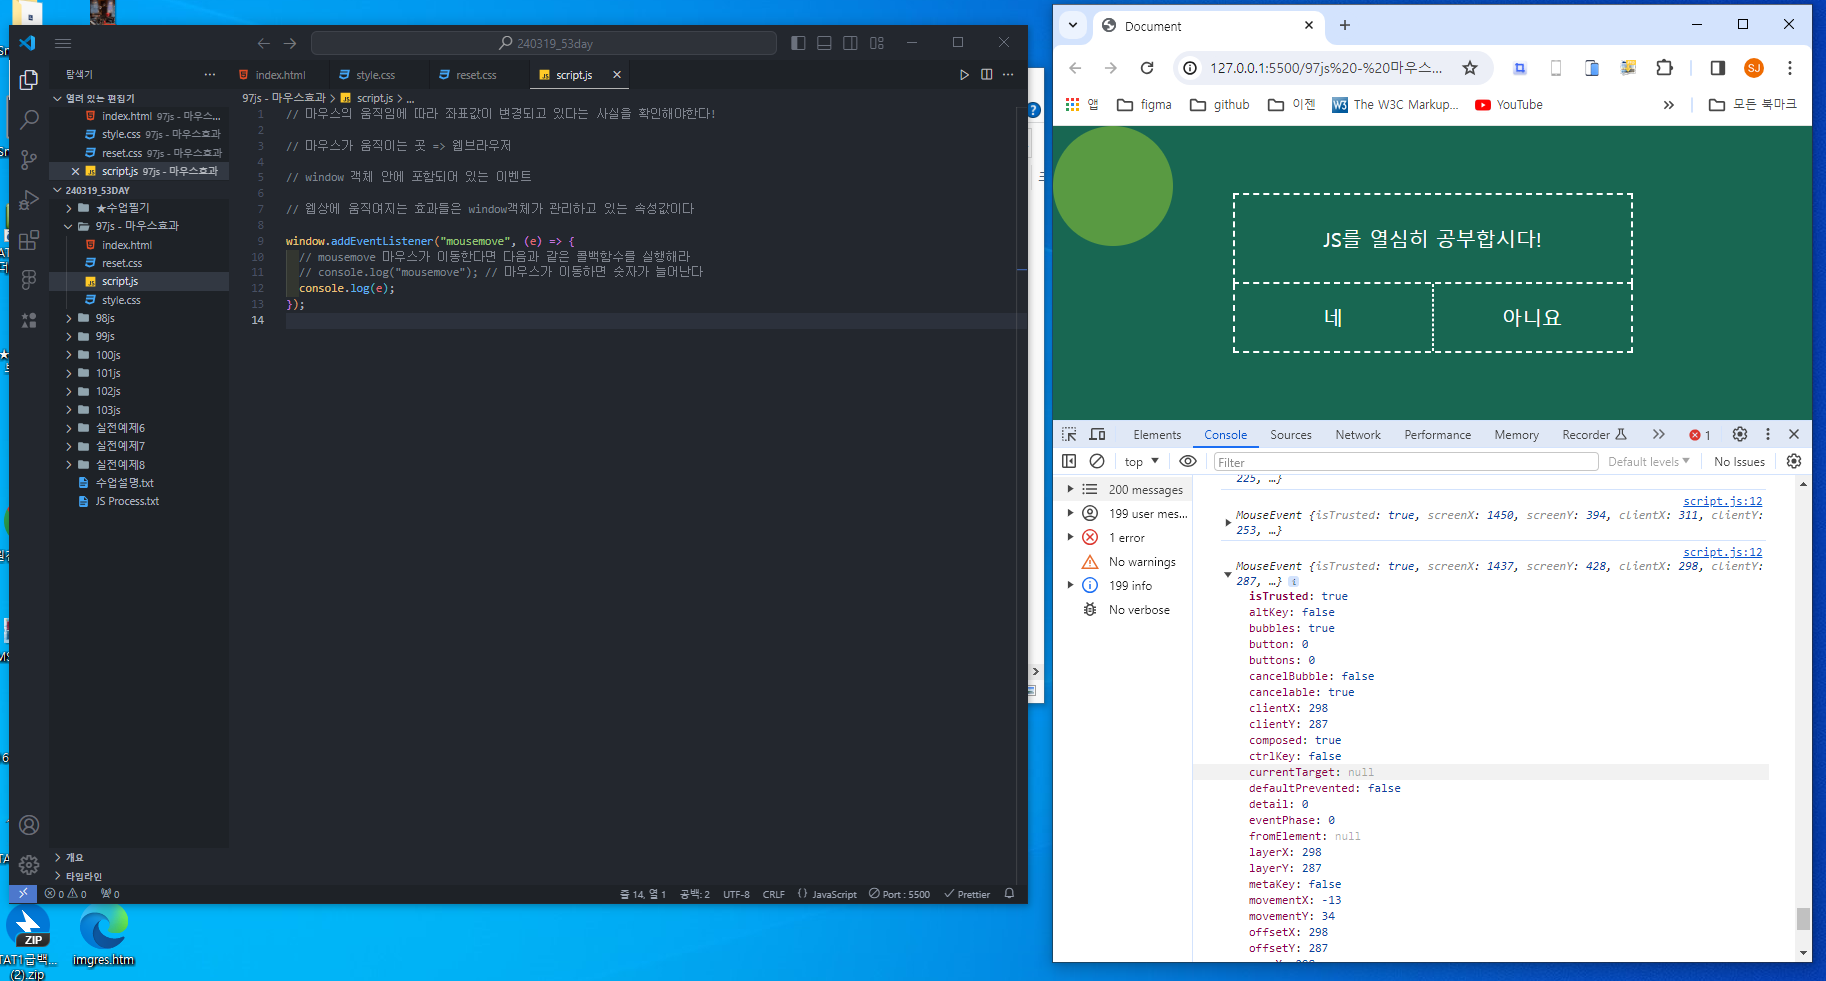 240319_53day
탐색기
index.html
style.css
reset.css
script.js
열려 있는 편집기
index.html 97js - 마우스...
style.css 97js - 마우스효과
reset.css 97js - 마우스효과
script.js 97js - 마우스효과
240319_53DAY
★수업필기
97js - 마우스효과
index.html
reset.css
script.js
style.css
98js
99js
100js
101js
102js
103js
실전예제6
실전예제7
실전예제8
수업설명.txt
JS Process.txt
개요
타임라인
97js - 마우스효과 > script.js > ...
1 // 마우스의 움직임에 따라 좌표값이 변경되고 있다는 사실을 확인해야한다!
2
3 // 마우스가 움직이는 곳 => 웹브라우저
4
5 // window 객체 안에 포함되어 있는 이벤트
6
7 // 웹상에 움직여지는 효과들은 window객체가 관리하고 있는 속성값이다
8
9 window.addEventListener("mousemove", (e) => {
10 // mousemove 마우스가 이동한다면 다음과 같은 콜백함수를 실행해라
11 // console.log("mousemove"); // 마우스가 이동하면 숫자가 늘어난다
12 console.log(e);
13 });
14
0 0 0
줄 14, 열 1 공백: 2 UTF-8 CRLF {} JavaScript Port : 5500 Prettier
ZIP
TAT1급백...
(2).zip
imgres.htm
Document
127.0.0.1:5500/97js%20-%20마우스...
SJ
앱 figma github 이젠 The W3C Markup... YouTube » 모든 북마크
JS를 열심히 공부합시다!
네 아니요
Elements Console Sources Network Performance Memory Recorder 1
top Filter Default levels No Issues
200 messages
199 user mes...
1 error
No warnings
199 info
No verbose
225, …}
script.js:12
MouseEvent {isTrusted: true, screenX: 1450, screenY: 394, clientX: 311, clientY:
253, …}
script.js:12
MouseEvent {isTrusted: true, screenX: 1437, screenY: 428, clientX: 298, clientY:
287, …}
isTrusted: true
altKey: false
bubbles: true
button: 0
buttons: 0
cancelBubble: false
cancelable: true
clientX: 298
clientY: 287
composed: true
ctrlKey: false
currentTarget: null
defaultPrevented: false
detail: 0
eventPhase: 0
fromElement: null
layerX: 298
layerY: 287
metaKey: false
movementX: -13
movementY: 34
offsetX: 298
offsetY: 287